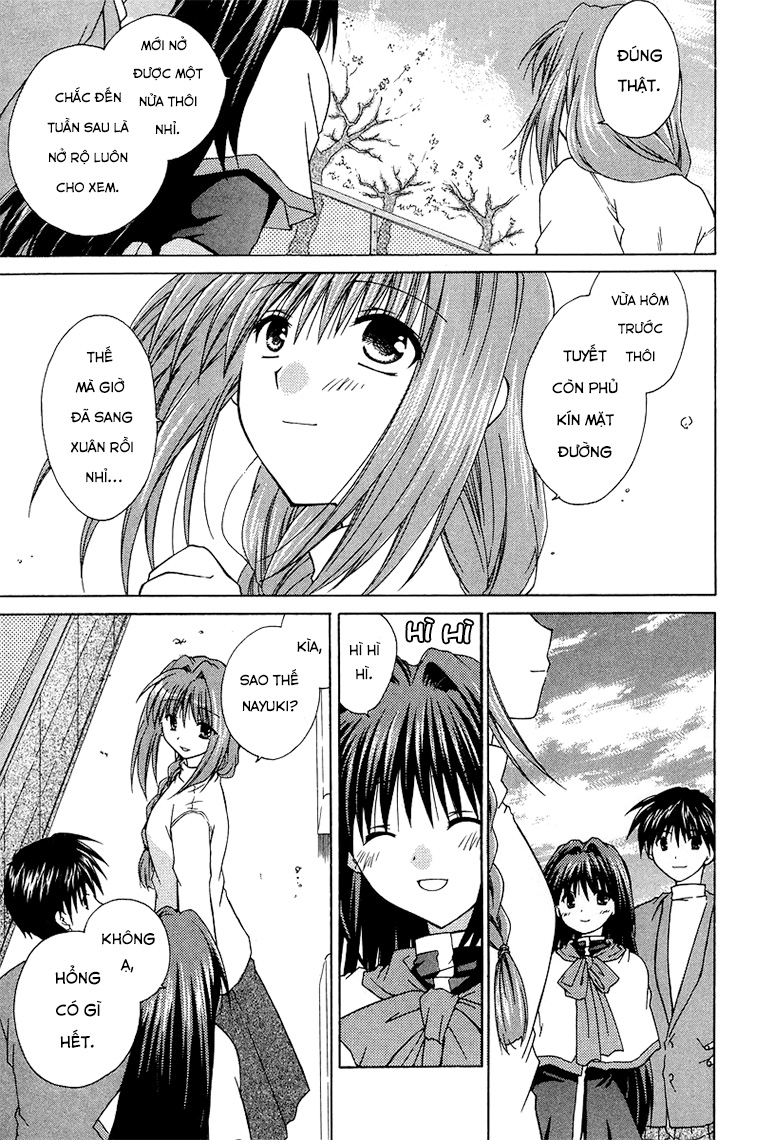 ĐÚNG
THẬT.
MỚI NỞ
ĐƯỢC MỘT
NỬA THÔI
NHỈ.
CHẮC ĐẾN
TUẦN SAU LÀ
NỞ RỘ LUÔN
CHO XEM.
VỪA HÔM
TRƯỚC
THÔI
TUYẾT
CÒN PHỦ
KÍN MẶT
ĐƯỜNG
THẾ
MÀ GIỜ
ĐÃ SANG
XUÂN RỒI
NHỈ...
HÌ HÌ
HÌ HÌ
HÌ.
KÌA,
SAO THẾ
NAYUKI?
KHÔNG
Ạ,
HỔNG
CÓ GÌ
HẾT.